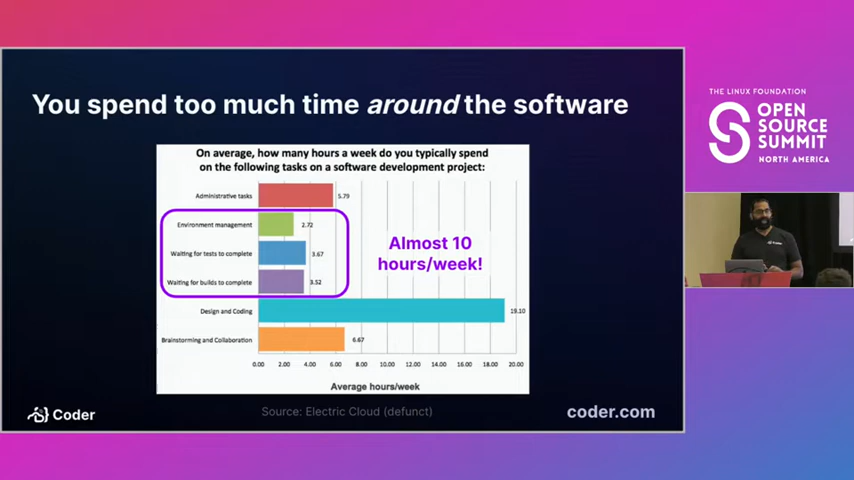 You spend too much time around the software
On average, how many hours a week do you typically spend
on the following tasks on a software development project:
Administrative tasks
5.79
Environment management
2.72
Waiting for tests to complete
3.67
Waiting for builds to complete
3.52
Design and Coding
19.10
Brainstorming and Collaboration
6.67
0.00 2.00 4.00 6.00 8.00 10.00 12.00 14.00 16.00 18.00 20.00
Average hours/week
Almost 10
hours/week!
Source: Electric Cloud (defunct)
Coder
coder.com
THE LINUX FOUNDATION
OPEN
SOURCE
SUMMIT
NORTH AMERICA